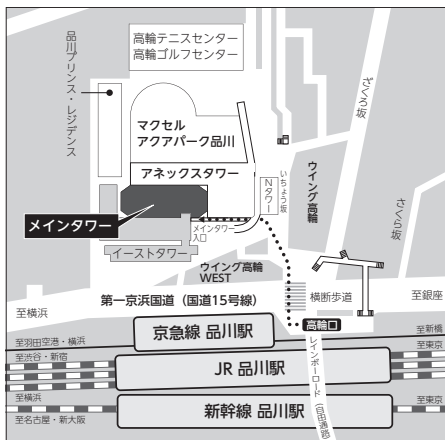 高輪テニスセンター
高輪ゴルフセンター
品川プリンス・レジデンス
マクセル
アクアパーク品川
アネックスタワー
メインタワー
メインタワー
入口
イーストタワー
Nタワー
いちょう坂
ウイング高輪
ざくろ坂
さくら坂
ウイング高輪
WEST
第一京浜国道（国道15号線）
横断歩道
至横浜
至銀座
高輪口
京急線 品川駅
至羽田空港・横浜
至新橋
至渋谷・新宿
至東京
JR 品川駅
レインボーロード（自由通路）
至横浜
新幹線 品川駅
至東京
至名古屋・新大阪